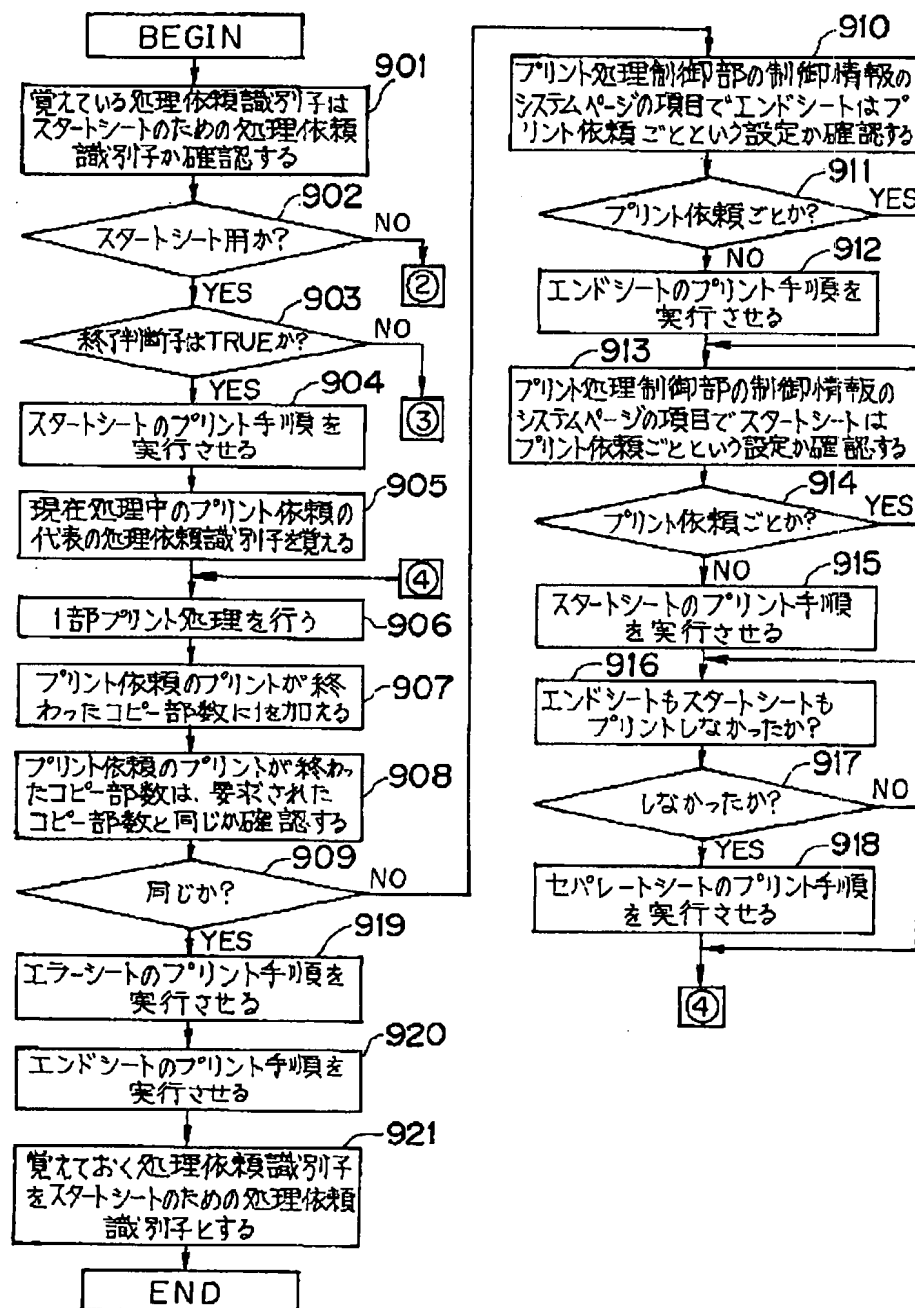 BEGIN
901
覚えている処理依頼識別子は
スタートシートのための処理依頼
識別子か確認する
902
スタートシート用か?
NO
②
YES
903
終了判断子はTRUEか?
NO
③
YES
904
スタートシートのプリント手順を
実行させる
905
現在処理中のプリント依頼の
代表の処理依頼識別子を覚える
④
1部プリント処理を行う
906
プリント依頼のプリントが終
わったコピー部数に1を加える
907
プリント依頼のプリントが終わっ
たコピー部数は、要求された
コピー部数と同じか確認する
908
909
同じか?
NO
YES
919
エラーシートのプリント手順を
実行させる
920
エンドシートのプリント手順を
実行させる
921
覚えておく処理依頼識別子
をスタートシートのための処理依頼
識別子とする
END
910
プリント処理制御部の制御情報の
システムページの項目でエンドシートはプ
リント依頼ごとという設定か確認する
911
プリント依頼ごとか?
YES
NO
912
エンドシートのプリント手順を
実行させる
913
プリント処理制御部の制御情報の
システムページの項目でスタートシートは
プリント依頼ごとという設定か確認する
914
プリント依頼ごとか?
YES
NO
915
スタートシートのプリント手順
を実行させる
916
エンドシートもスタートシートも
プリントしなかったか?
917
しなかったか?
NO
YES
918
セパレートシートのプリント手順
を実行させる
④